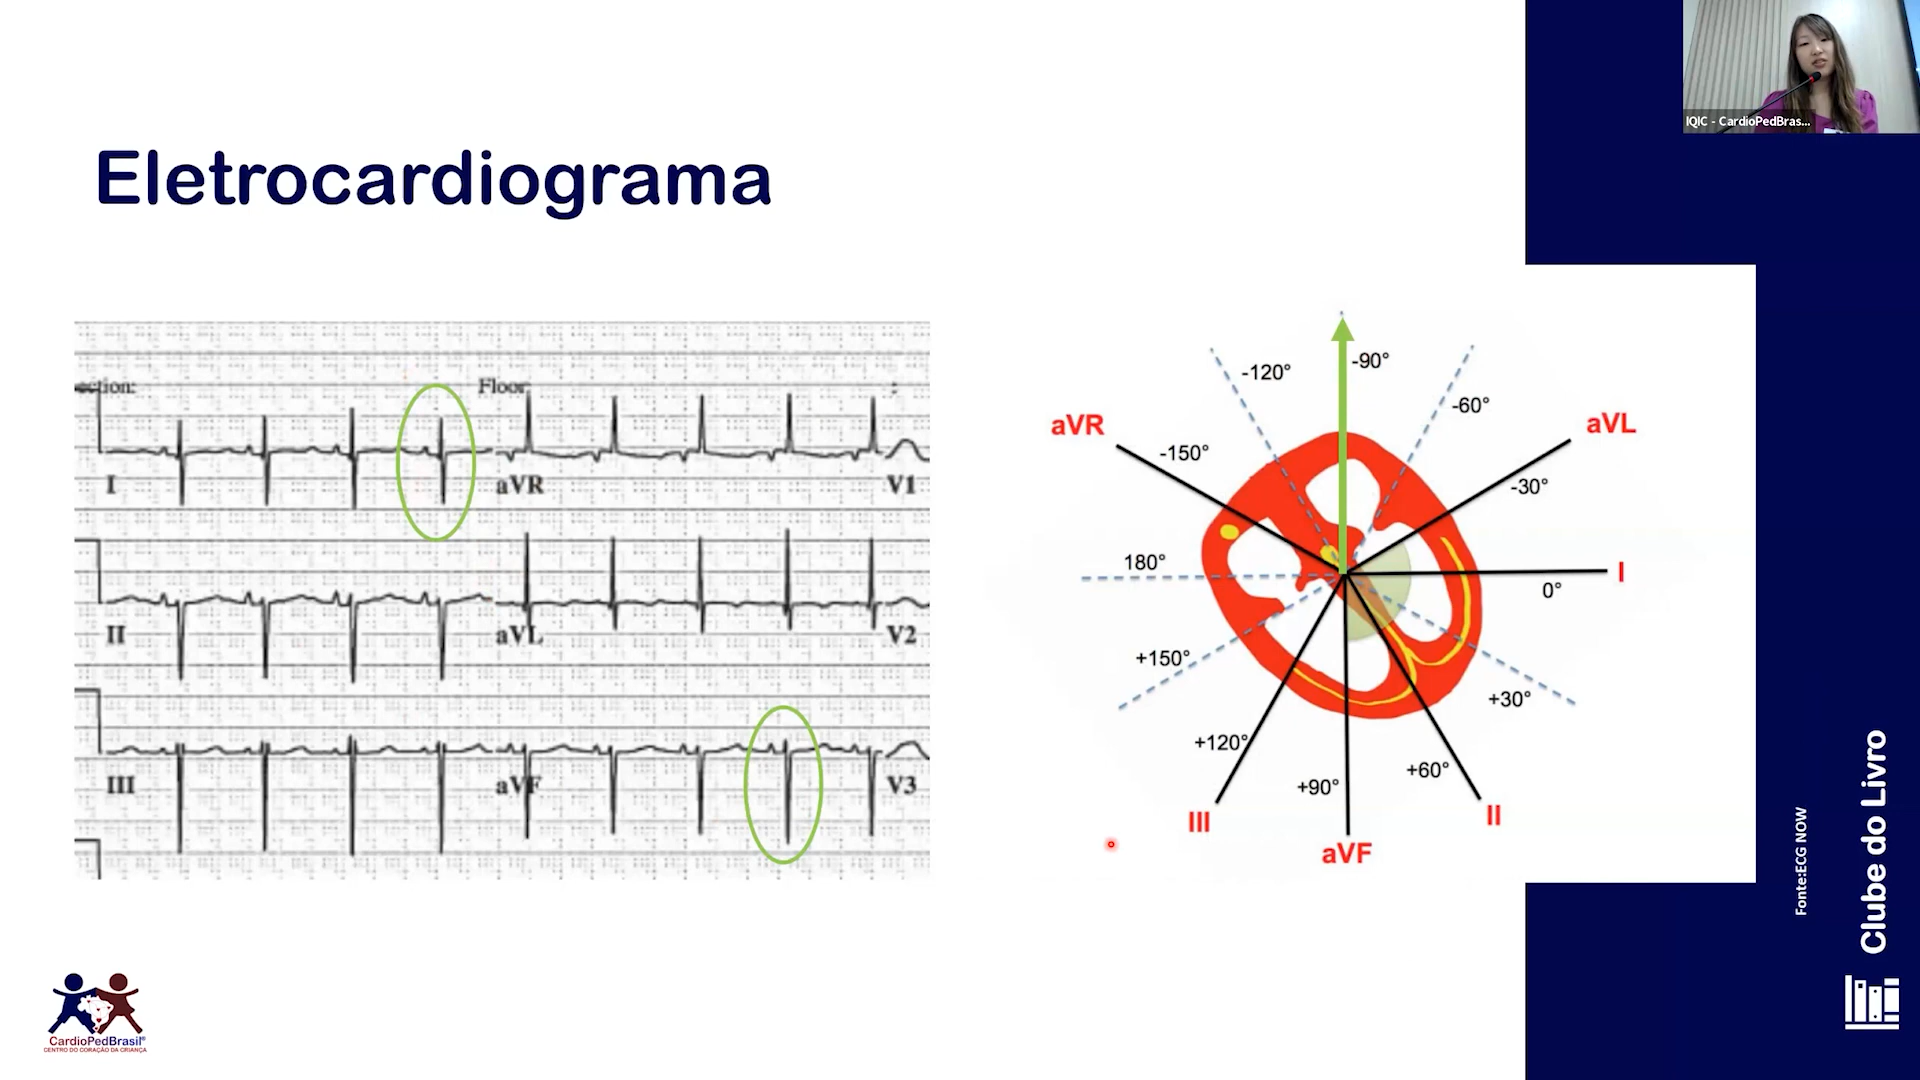 IQIC - CardioPedBras...
Eletrocardiograma
ection:
Floor
:
I
aVR
V1
II
aVL
V2
III
aVF
V3
-120°
-90°
-60°
aVR
aVL
-150°
-30°
180°
I
0°
+150°
+30°
+120°
+90°
+60°
III
II
aVF
Fonte:ECG NOW
Clube do Livro
CardioPedBrasil®
CENTRO DO CORAÇÃO DA CRIANÇA